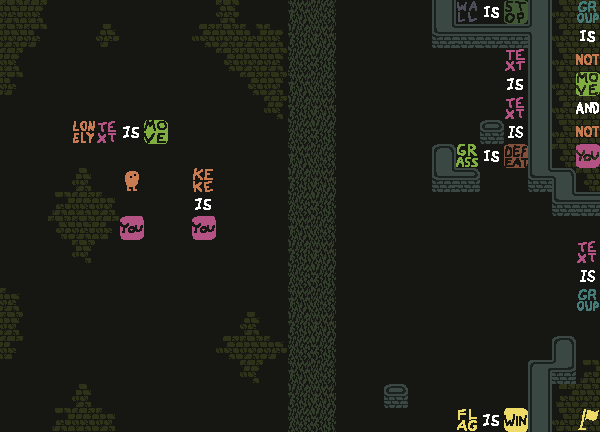 WALL IS STOP
GROUP
IS
NOT
MOVE
AND
NOT
YOU
TEXT
IS
TEXT
IS
GRASS IS DEFEAT
LONELY TEXT IS MOVE
KEKE
IS
YOU
YOU
TEXT
IS
GROUP
FLAG IS WIN